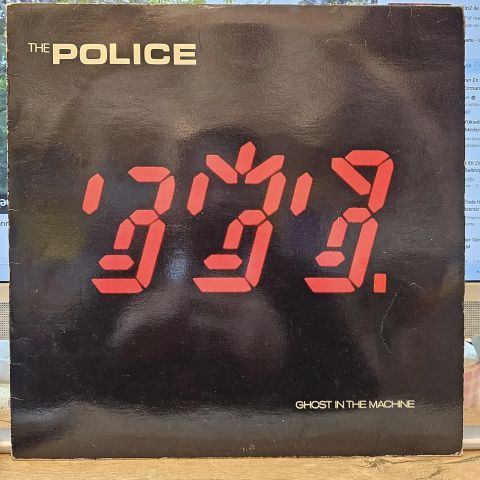 THE POLICE
GHOST IN THE MACHINE